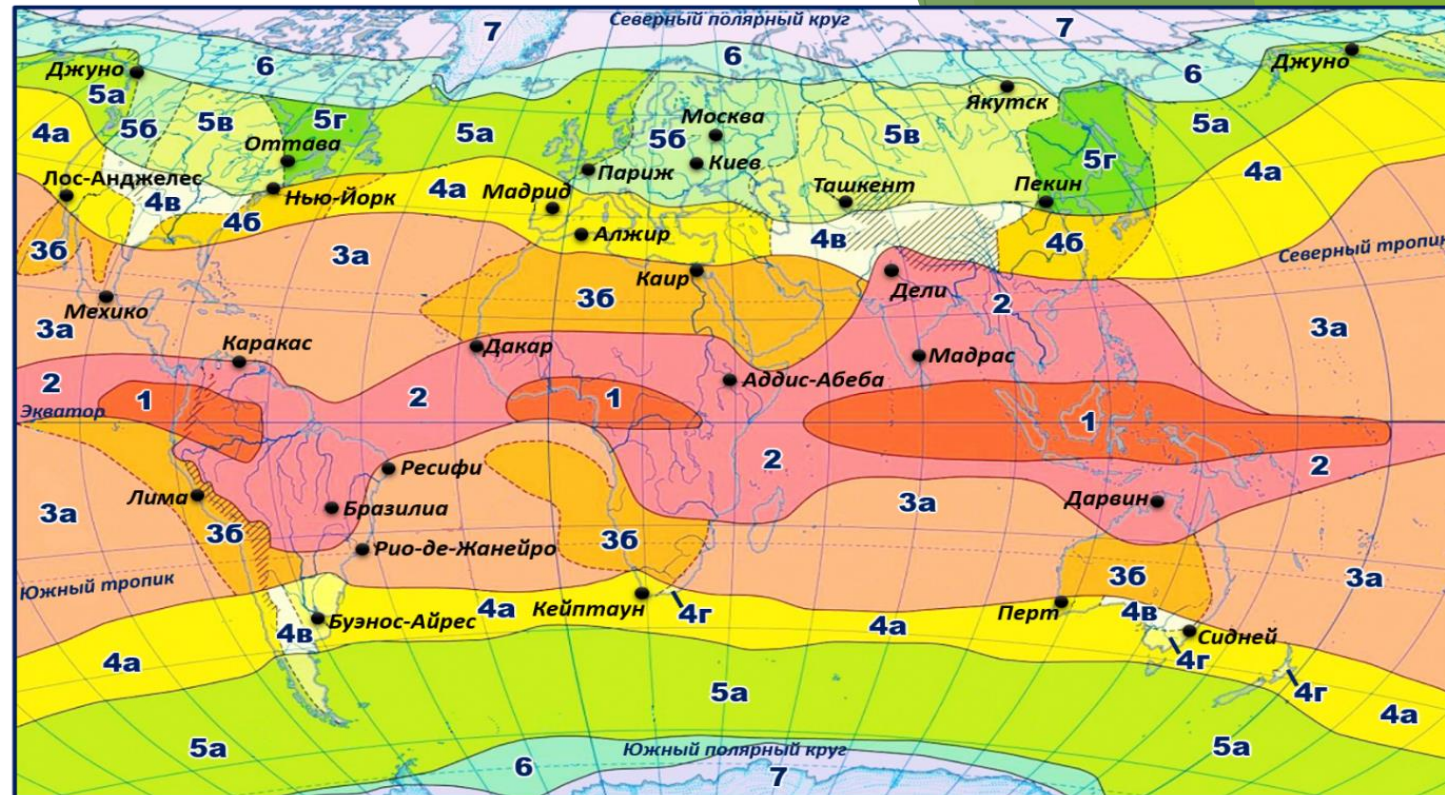 Северный полярный круг
7
7
6
6
6
Джуно
Джуно
5а
5б
5в
5г
Оттава
5а
5б
Москва
Киев
5в
Якутск
5г
5а
4а
Лос-Анджелес
4в
Нью-Йорк
4б
4а
Париж
Мадрид
Алжир
Ташкент
Пекин
4в
4б
4а
3б
3а
Каир
3б
Дели
2
Северный тропик
Мехико
3а
3а
Каракас
Дакар
Мадрас
Аддис-Абеба
2
1
2
1
1
Экватор
2
2
Ресифи
Лима
Бразилиа
Дарвин
3а
3б
3б
3а
3б
3а
Рио-де-Жанейро
Южный тропик
4в
Буэнос-Айрес
4а
Кейптаун
4г
4а
Перт
4в
Сидней
4г
4г
4а
4а
5а
5а
5а
Южный полярный круг
6
7